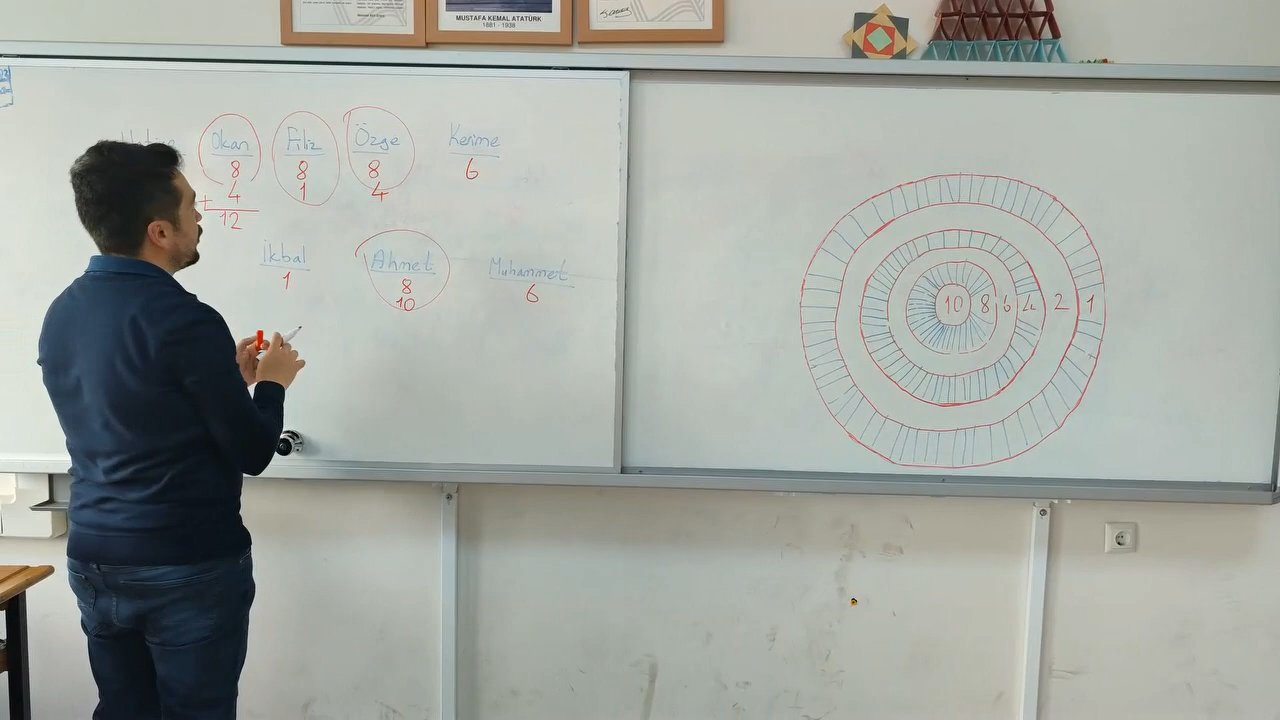 MUSTAFA KEMAL ATATÜRK
1881 - 1938
Okan Filiz Özge Kerime
8 8 8 6
4 1 4
+
12
İkbal Ahmet Muhammet
1 8 6
10
10 8 6 4 2 1